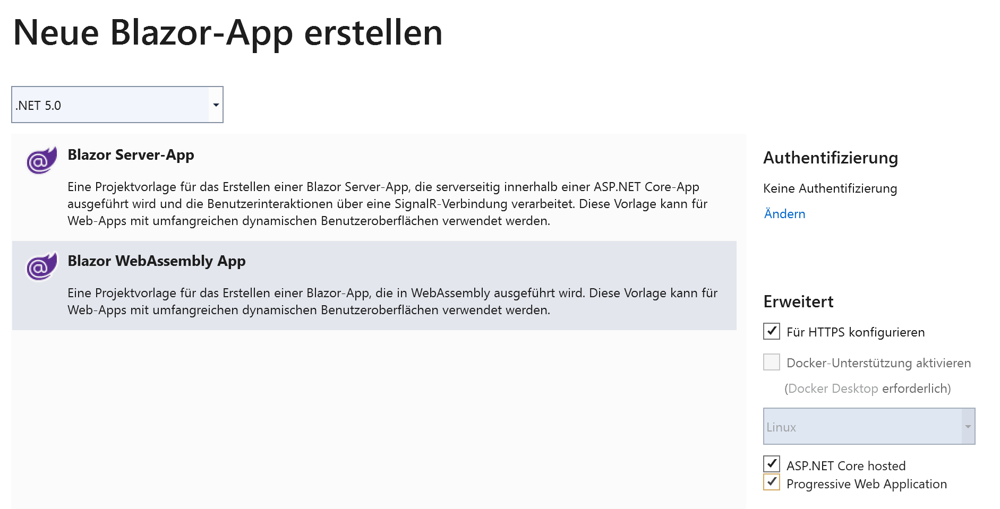 Neue Blazor-App erstellen
.NET 5.0
Blazor Server-App
Eine Projektvorlage für das Erstellen einer Blazor Server-App, die serverseitig innerhalb einer ASP.NET Core-App
ausgeführt wird und die Benutzerinteraktionen über eine SignalR-Verbindung verarbeitet. Diese Vorlage kann für
Web-Apps mit umfangreichen dynamischen Benutzeroberflächen verwendet werden.
Blazor WebAssembly App
Eine Projektvorlage für das Erstellen einer Blazor-App, die in WebAssembly ausgeführt wird. Diese Vorlage kann für
Web-Apps mit umfangreichen dynamischen Benutzeroberflächen verwendet werden.
Authentifizierung
Keine Authentifizierung
Ändern
Erweitert
Für HTTPS konfigurieren
Docker-Unterstützung aktivieren
(Docker Desktop erforderlich)
Linux
ASP.NET Core hosted
Progressive Web Application